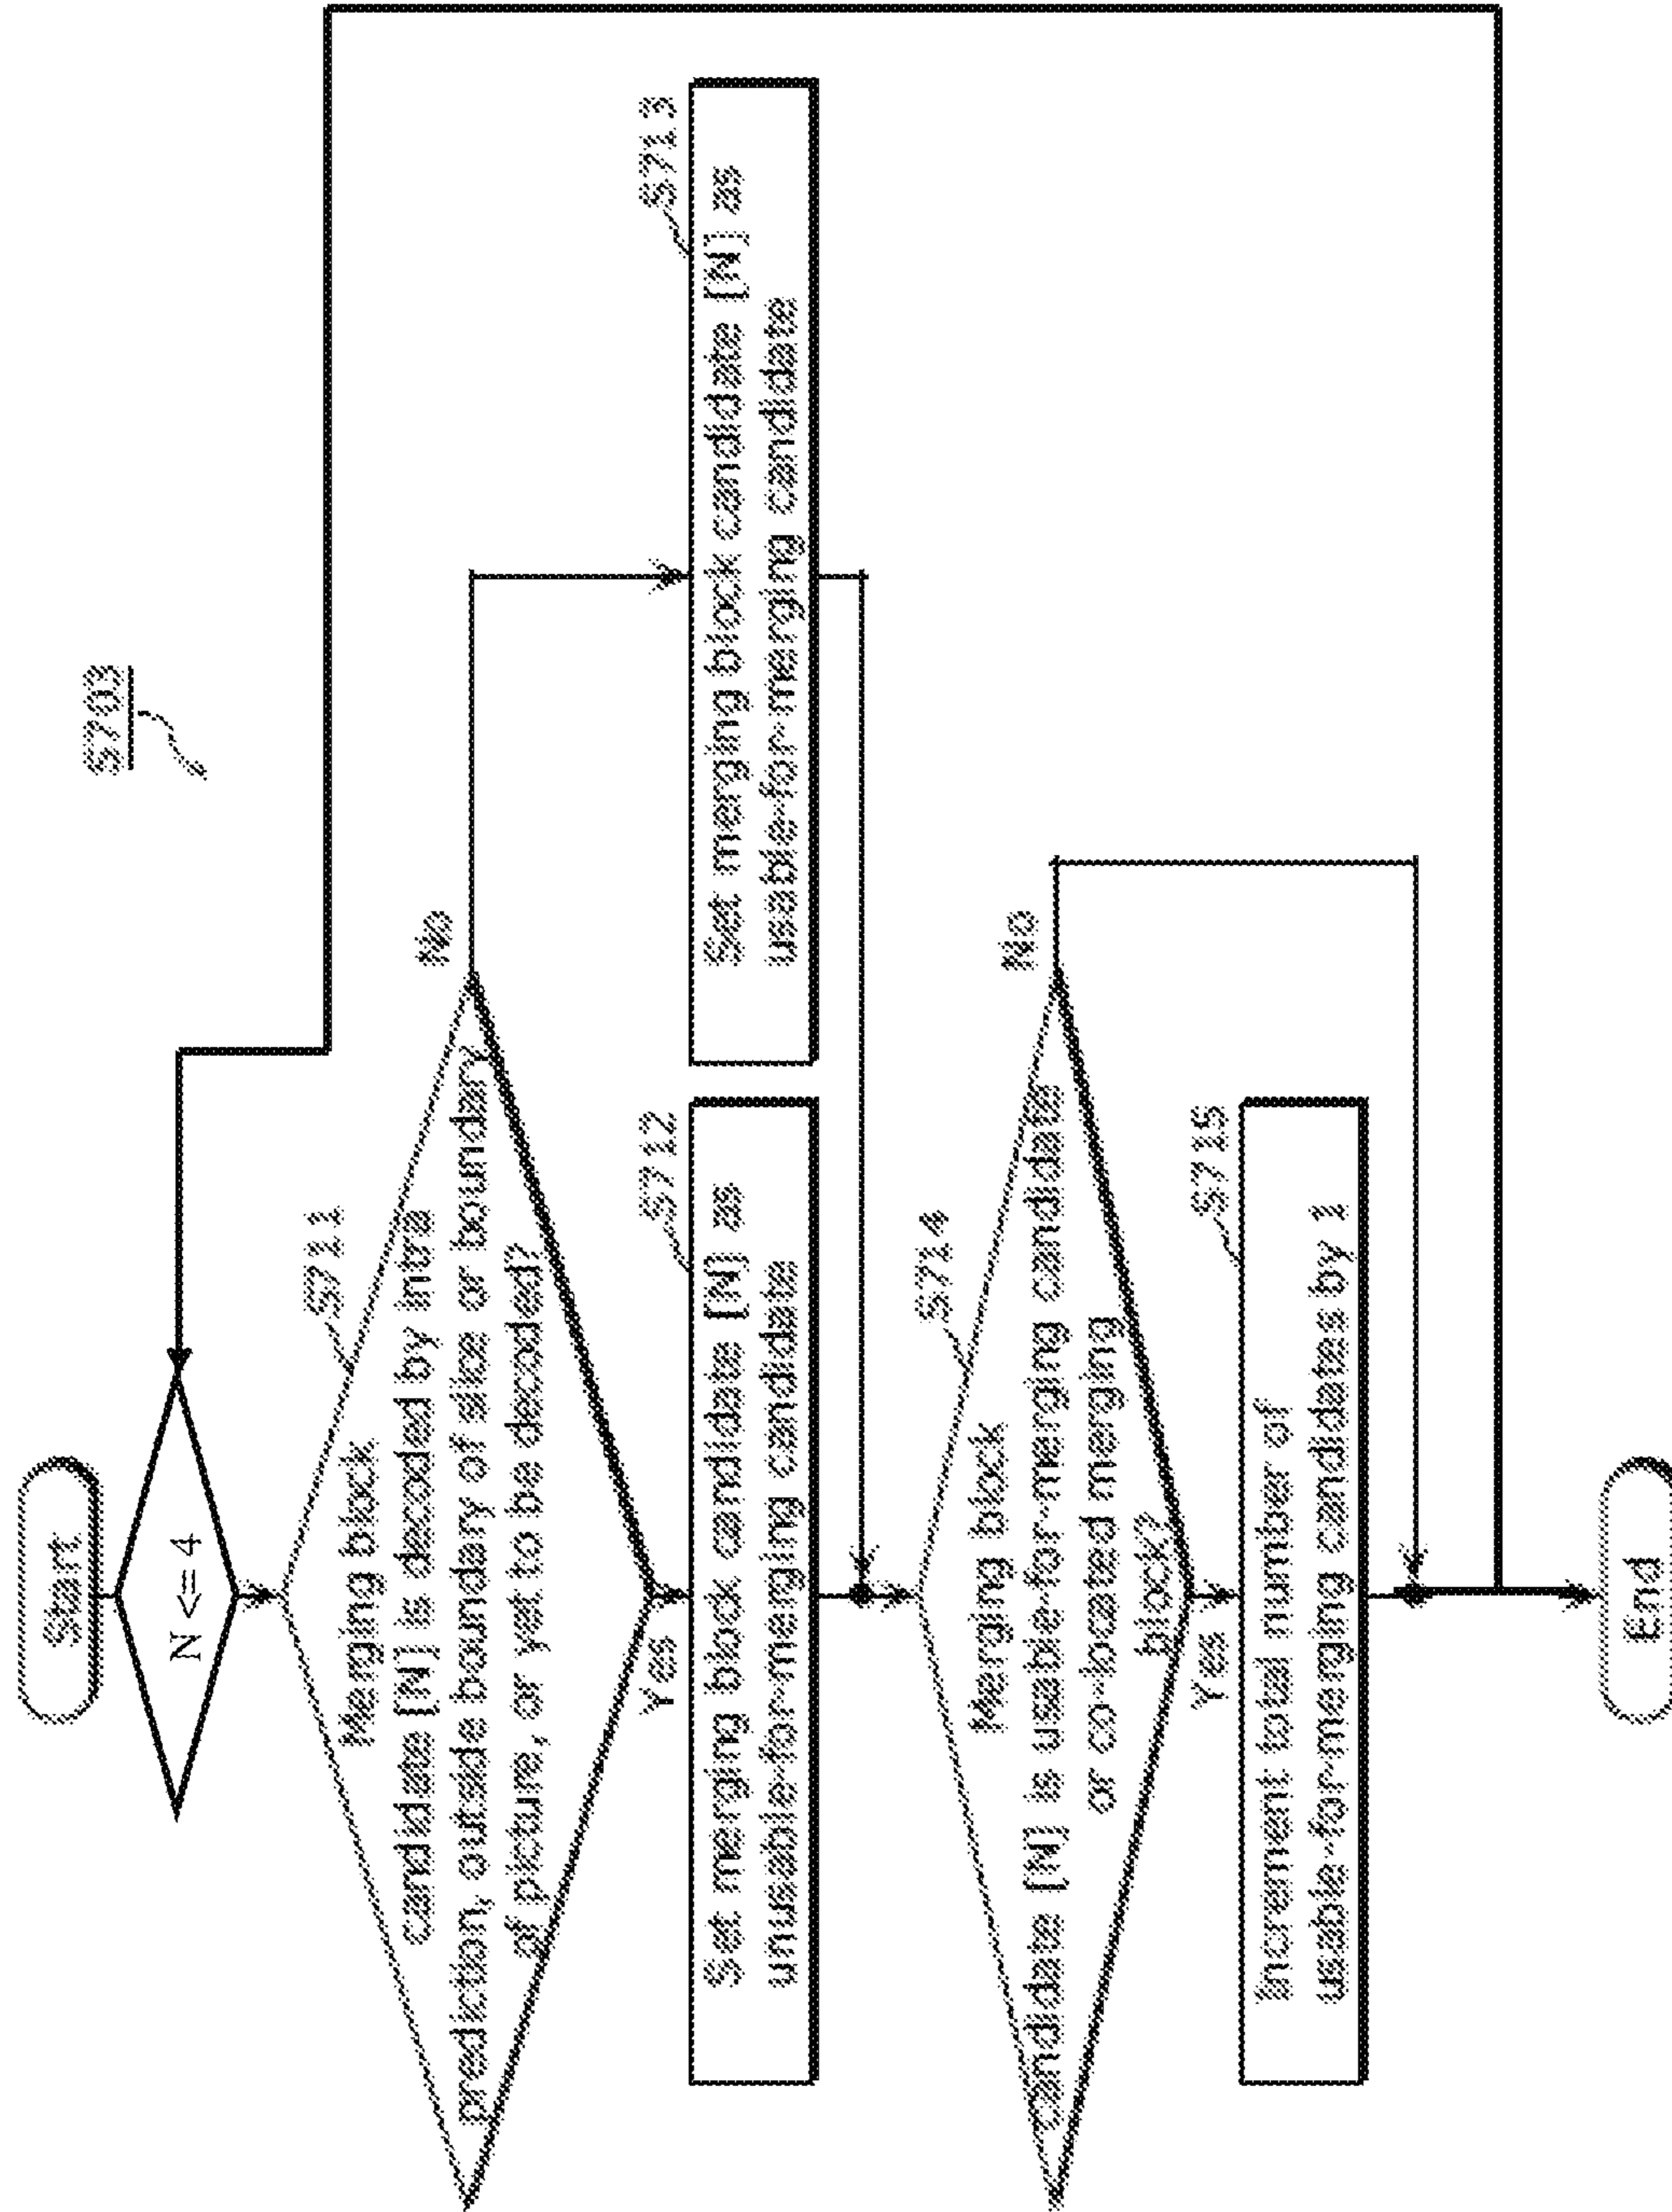 S703
Start
N <= 4
S711
Merging block
candidate [N] is decoded by intra
prediction, outside boundary of slice or boundary
of picture, or yet to be decoded?
No
Yes
S712
Set merging block candidate [N] as
unusable-for-merging candidate
S713
Set merging block candidate [N] as
usable-for-merging candidate
S714
Merging block
candidate [N] is usable-for-merging candidate
or co-located merging
block?
No
Yes
S715
Increment total number of
usable-for-merging candidates by 1
End